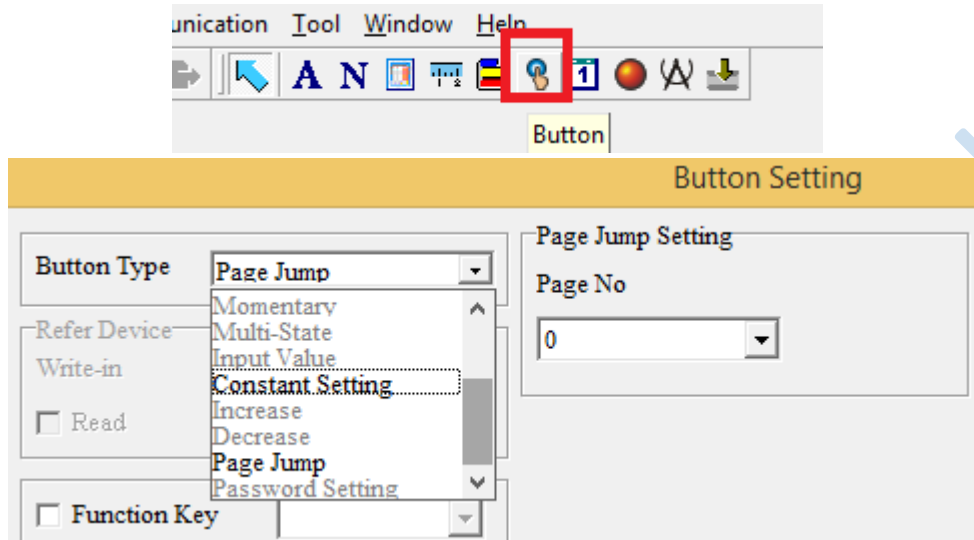 unication Tool Window Help
A N 1
Button
Button Setting
Button Type
Page Jump
Momentary
Multi-State
Input Value
Constant Setting
Increase
Decrease
Page Jump
Password Setting
Refer Device
Write-in
Read
Function Key
Page Jump Setting
Page No
0